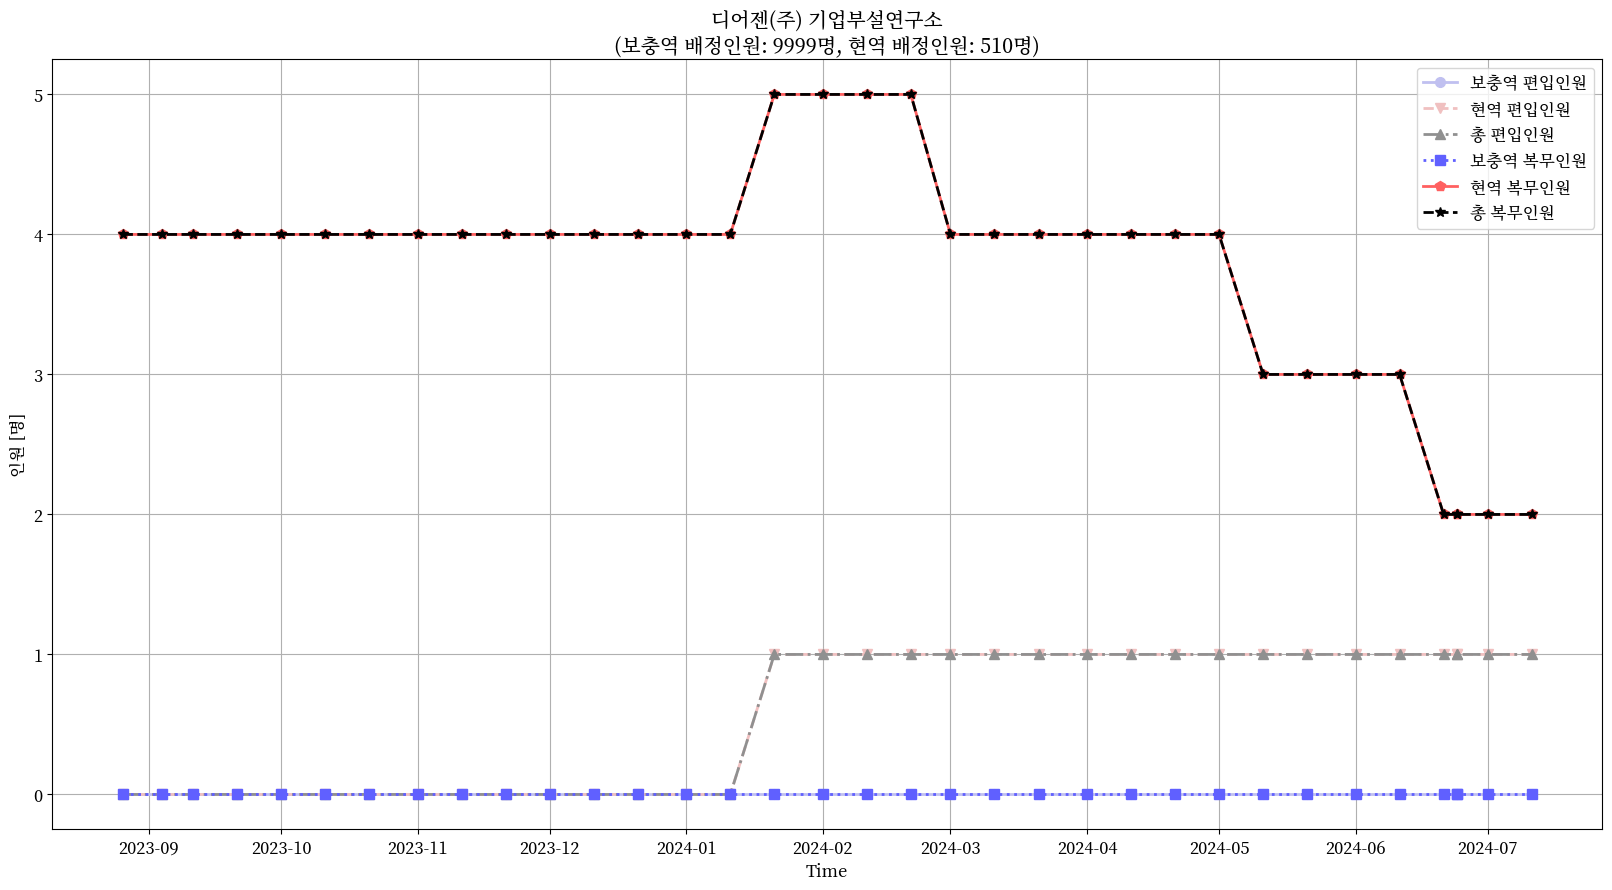 디어젠(주) 기업부설연구소
(보충역 배정인원: 9999명, 현역 배정인원: 510명)
보충역 편입인원
현역 편입인원
총 편입인원
보충역 복무인원
현역 복무인원
총 복무인원
인원 [명]
5
4
3
2
1
0
2023-09
2023-10
2023-11
2023-12
2024-01
2024-02
2024-03
2024-04
2024-05
2024-06
2024-07
Time